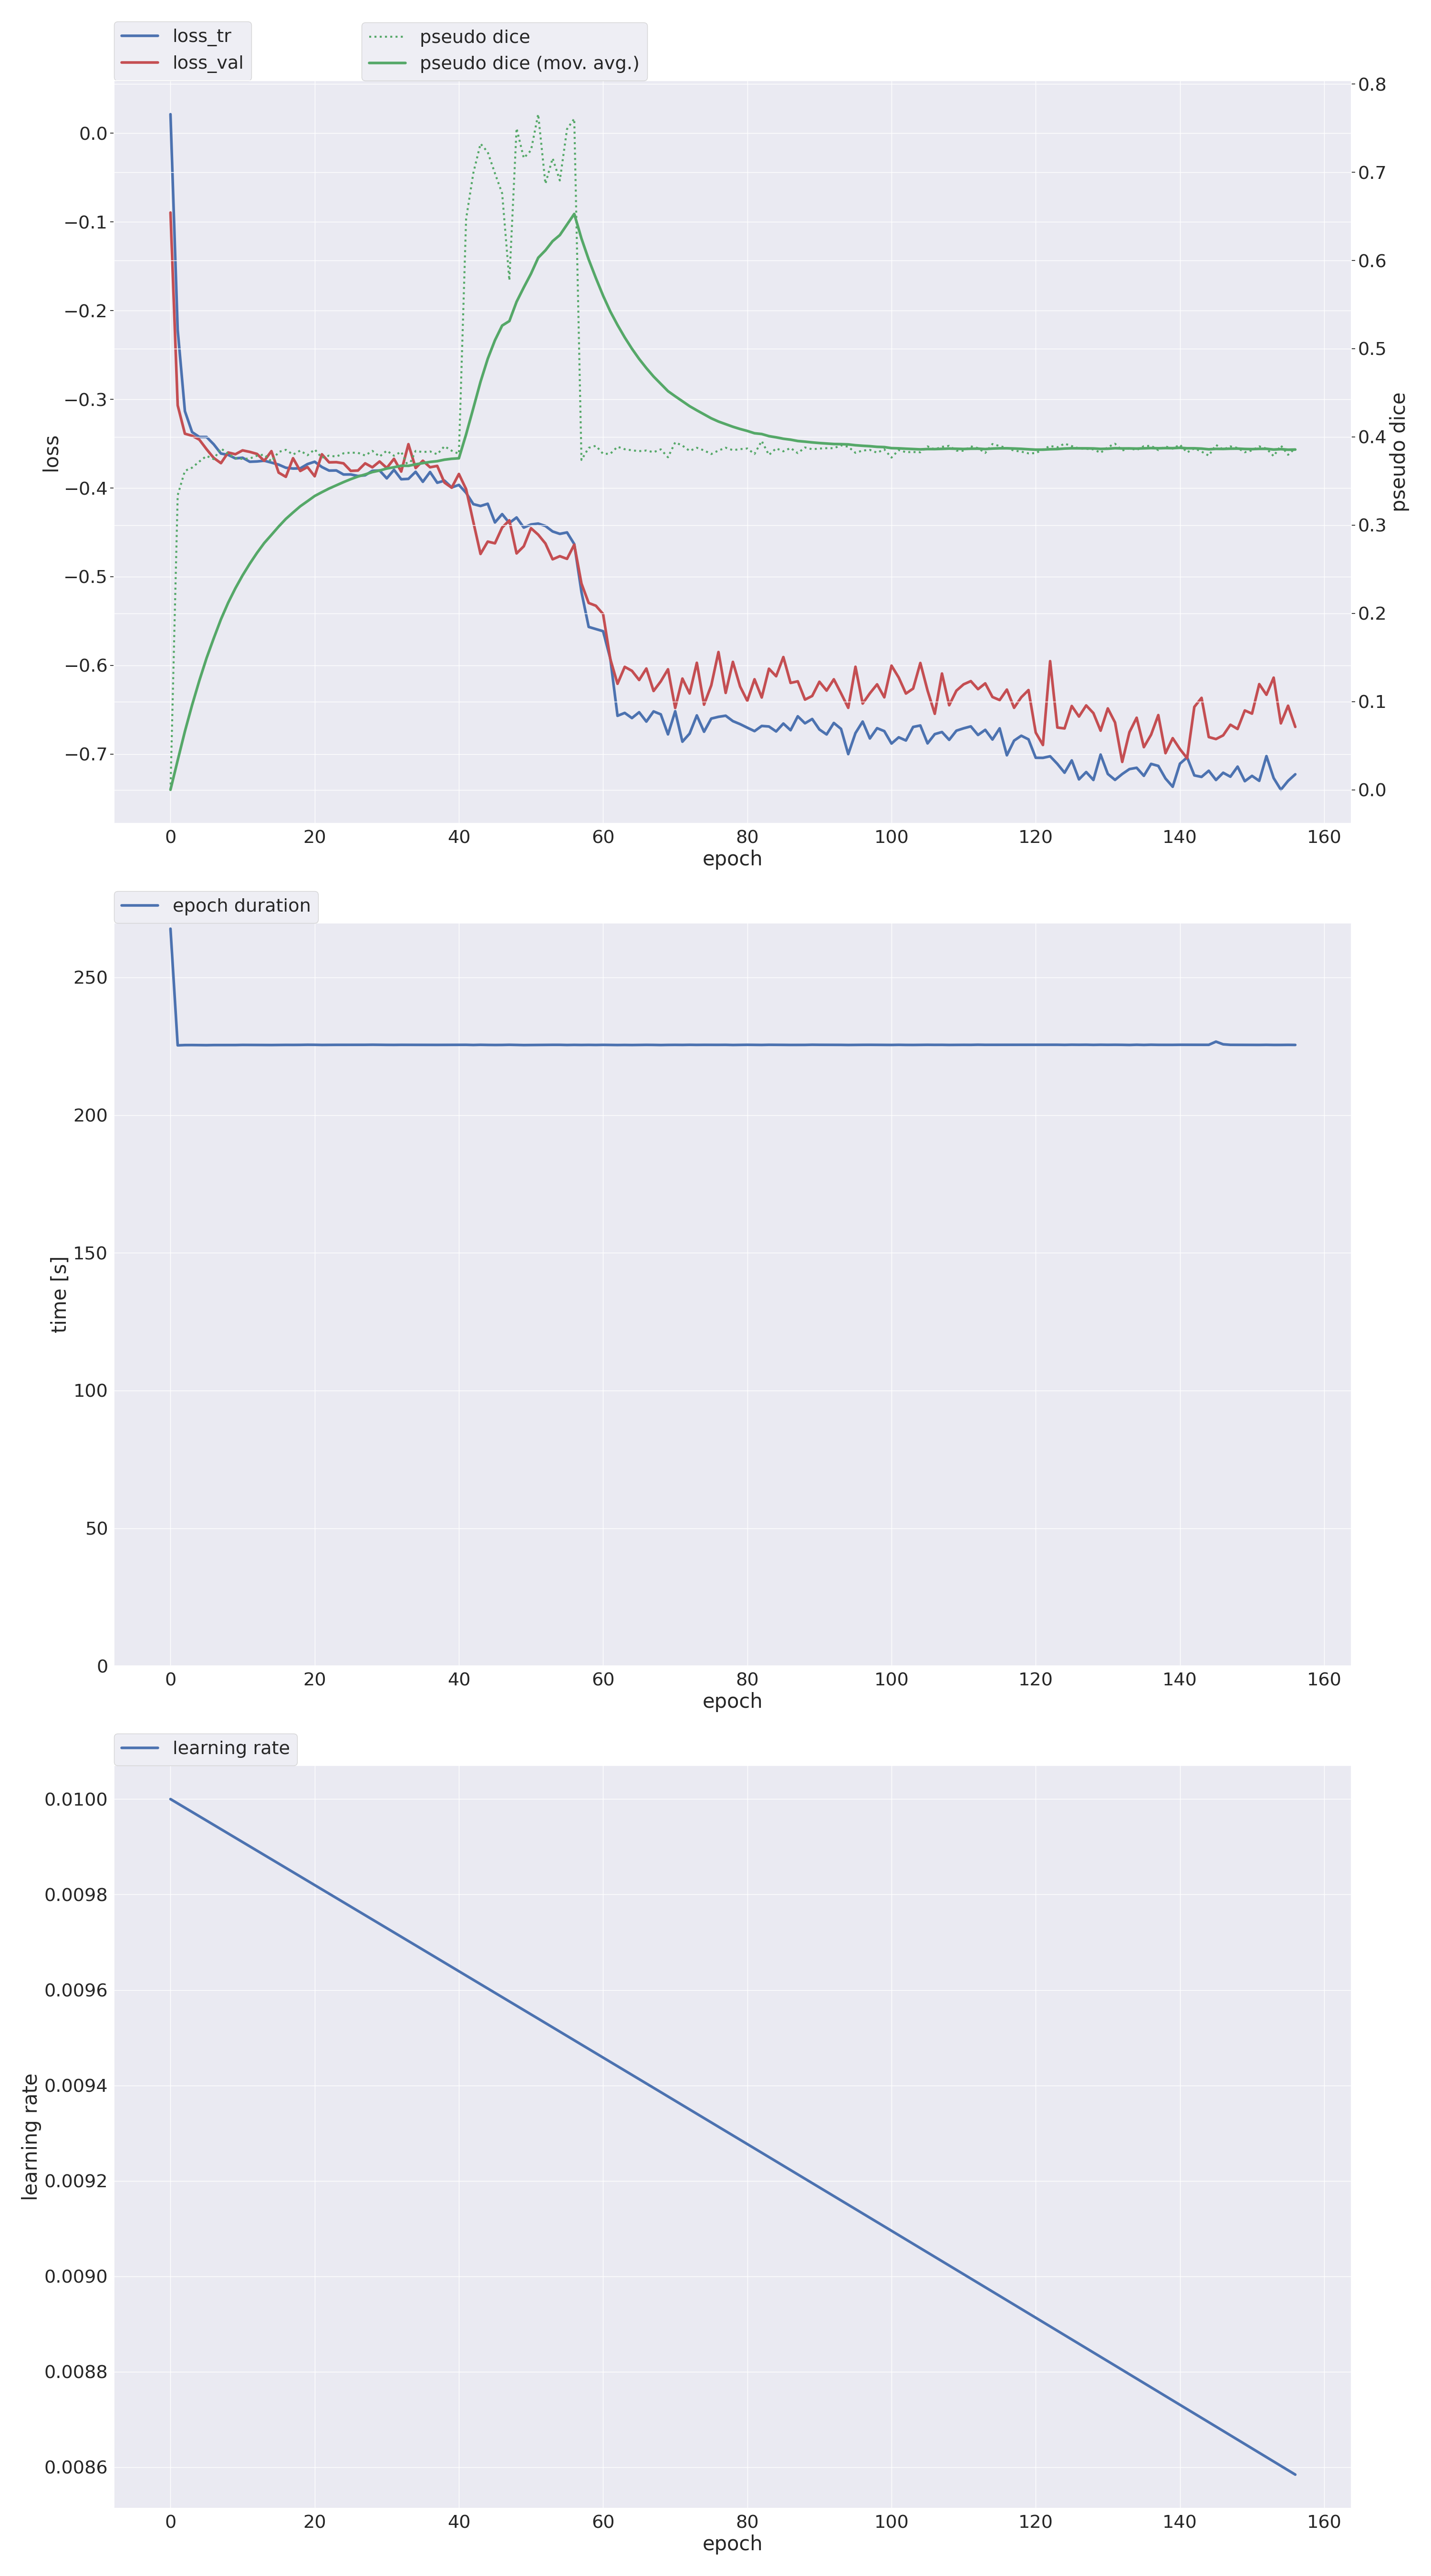 loss_tr
loss_val
pseudo dice
pseudo dice (mov. avg.)
0.0
−0.1
−0.2
−0.3
−0.4
−0.5
−0.6
−0.7
loss
0.8
0.7
0.6
0.5
0.4
0.3
0.2
0.1
0.0
pseudo dice
0 20 40 60 80 100 120 140 160
epoch
epoch duration
250
200
150
100
50
0
time [s]
0 20 40 60 80 100 120 140 160
epoch
learning rate
0.0100
0.0098
0.0096
0.0094
0.0092
0.0090
0.0088
0.0086
learning rate
0 20 40 60 80 100 120 140 160
epoch